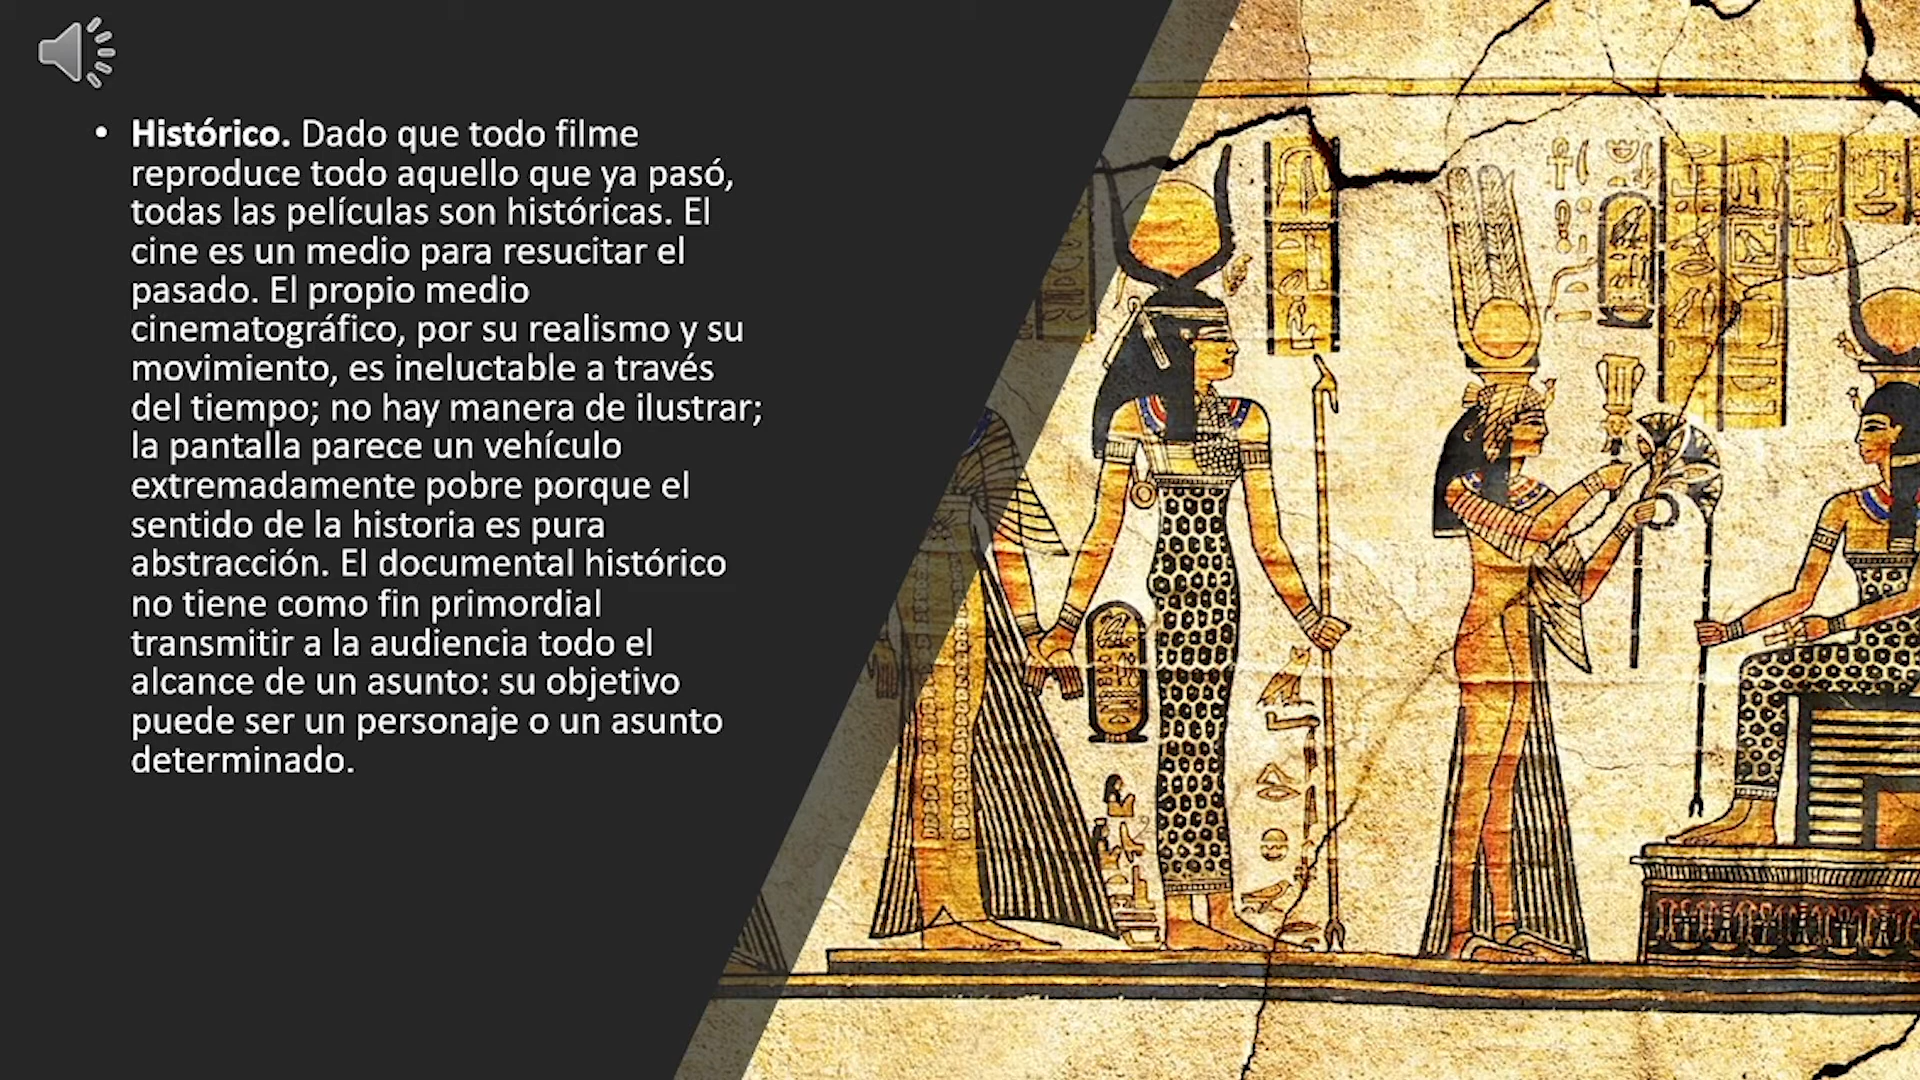 • Histórico. Dado que todo filme
reproduce todo aquello que ya pasó,
todas las películas son históricas. El
cine es un medio para resucitar el
pasado. El propio medio
cinematográfico, por su realismo y su
movimiento, es ineluctable a través
del tiempo; no hay manera de ilustrar;
la pantalla parece un vehículo
extremadamente pobre porque el
sentido de la historia es pura
abstracción. El documental histórico
no tiene como fin primordial
transmitir a la audiencia todo el
alcance de un asunto: su objetivo
puede ser un personaje o un asunto
determinado.